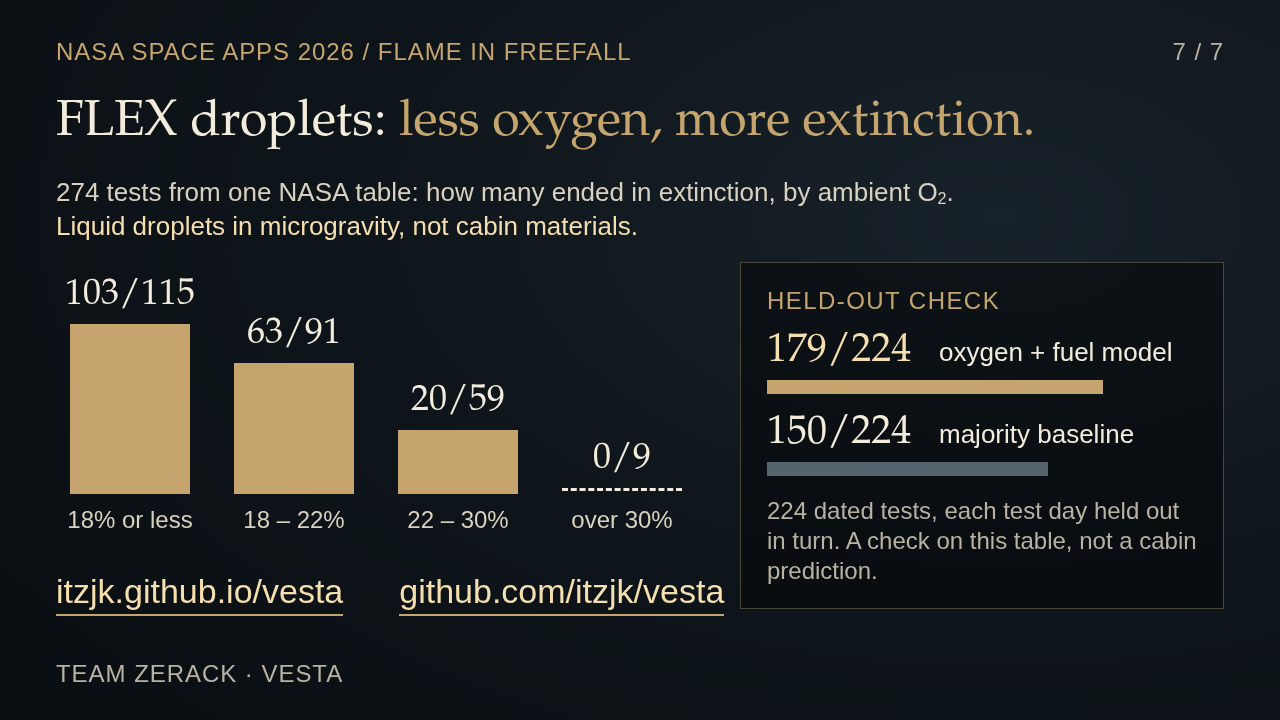 NASA SPACE APPS 2026 / FLAME IN FREEFALL
7 / 7
FLEX droplets: less oxygen, more extinction.
274 tests from one NASA table: how many ended in extinction, by ambient O₂.
Liquid droplets in microgravity, not cabin materials.
103/115
63/91
20/59
0/9
18% or less
18 – 22%
22 – 30%
over 30%
HELD-OUT CHECK
179/224 oxygen + fuel model
150/224 majority baseline
224 dated tests, each test day held out
in turn. A check on this table, not a cabin
prediction.
itzjk.github.io/vesta
github.com/itzjk/vesta
TEAM ZERACK · VESTA